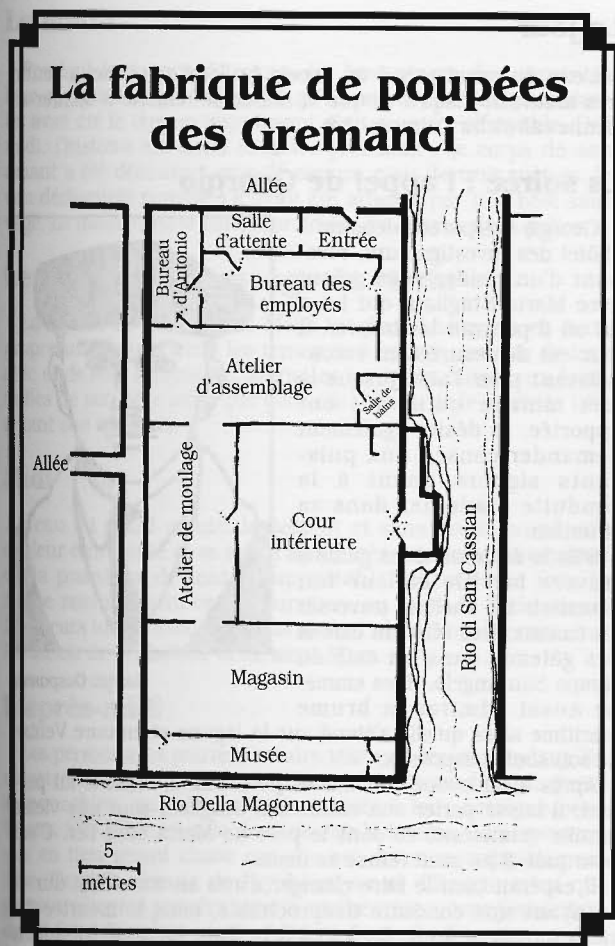 La fabrique de poupées
des Gremanci
Allée
Salle
d'attente
Entrée
Bureau
d'Antonio
Bureau des
employés
Atelier
d'assemblage
Salle de
bains
Allée
Atelier de moulage
Cour
intérieure
Rio di San Cassian
Magasin
Musée
Rio Della Magonnetta
5
mètres